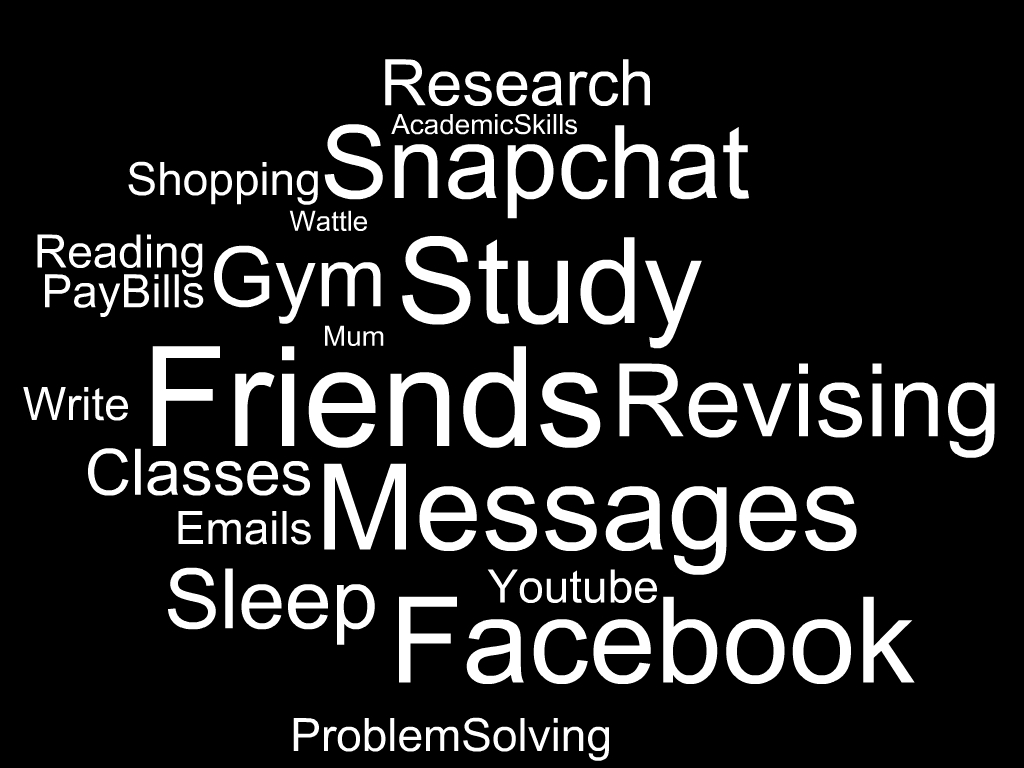 Research
AcademicSkills
Snapchat
Shopping
Wattle
Reading
Gym
Study
PayBills
Mum
Friends
Revising
Write
Classes
Messages
Emails
Sleep
Youtube
Facebook
ProblemSolving